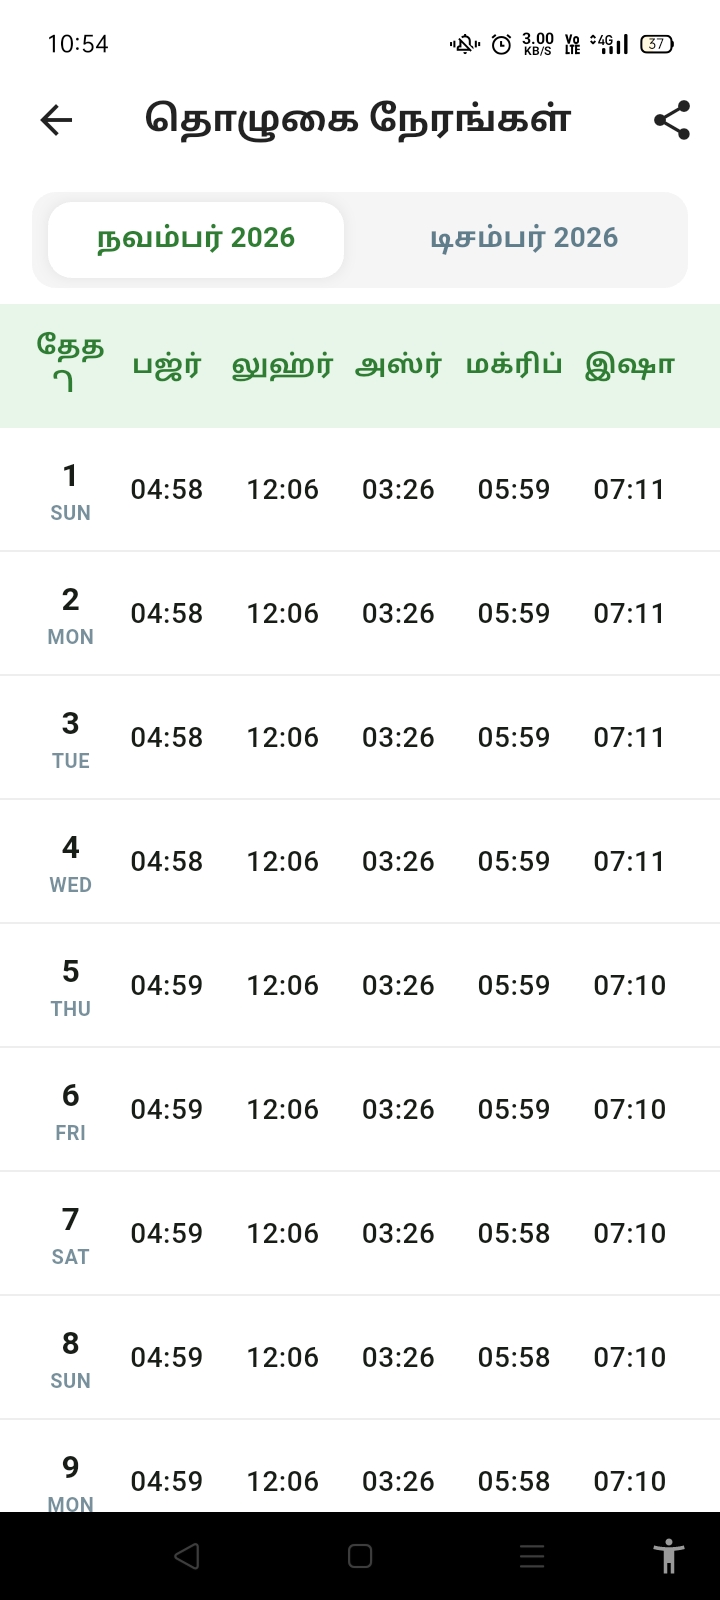 10:54 3.00 KB/S Vo LTE 4G 37
தொழுகை நேரங்கள்
நவம்பர் 2026 டிசம்பர் 2026
தேதி பஜ்ர் லுஹ்ர் அஸ்ர் மக்ரிப் இஷா
1 04:58 12:06 03:26 05:59 07:11
SUN
2 04:58 12:06 03:26 05:59 07:11
MON
3 04:58 12:06 03:26 05:59 07:11
TUE
4 04:58 12:06 03:26 05:59 07:11
WED
5 04:59 12:06 03:26 05:59 07:10
THU
6 04:59 12:06 03:26 05:59 07:10
FRI
7 04:59 12:06 03:26 05:58 07:10
SAT
8 04:59 12:06 03:26 05:58 07:10
SUN
9 04:59 12:06 03:26 05:58 07:10
MON